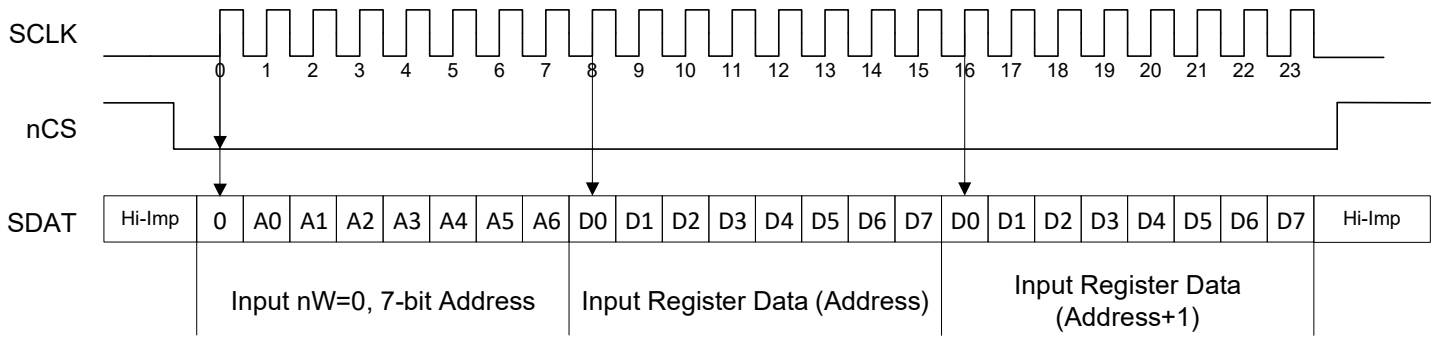 SCLK
0 1 2 3 4 5 6 7 8 9 10 11 12 13 14 15 16 17 18 19 20 21 22 23
nCS
SDAT Hi-Imp 0 A0 A1 A2 A3 A4 A5 A6 D0 D1 D2 D3 D4 D5 D6 D7 D0 D1 D2 D3 D4 D5 D6 D7 Hi-Imp
Input nW=0, 7-bit Address
Input Register Data (Address)
Input Register Data
(Address+1)